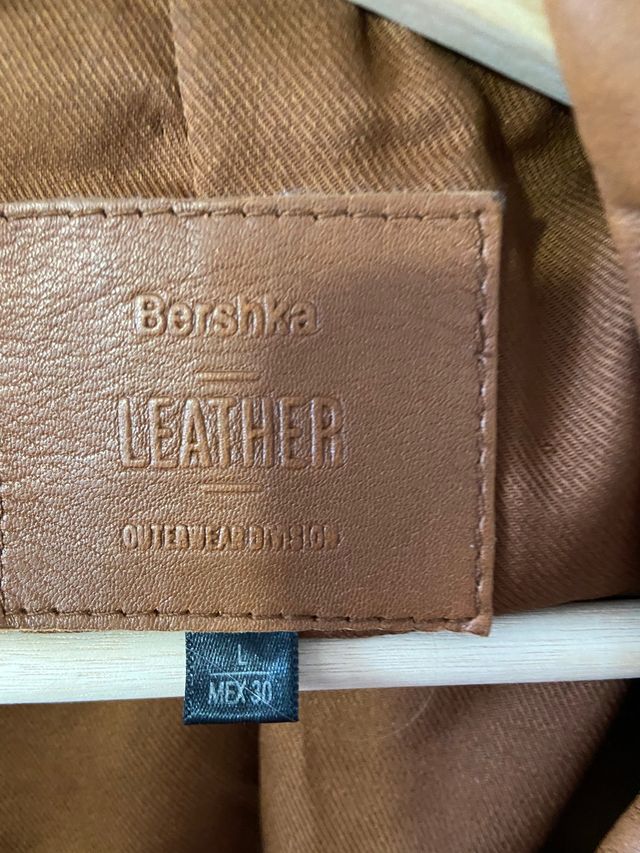 Bershka
LEATHER
OUTERWEAR DIVISION
L
MEX 30